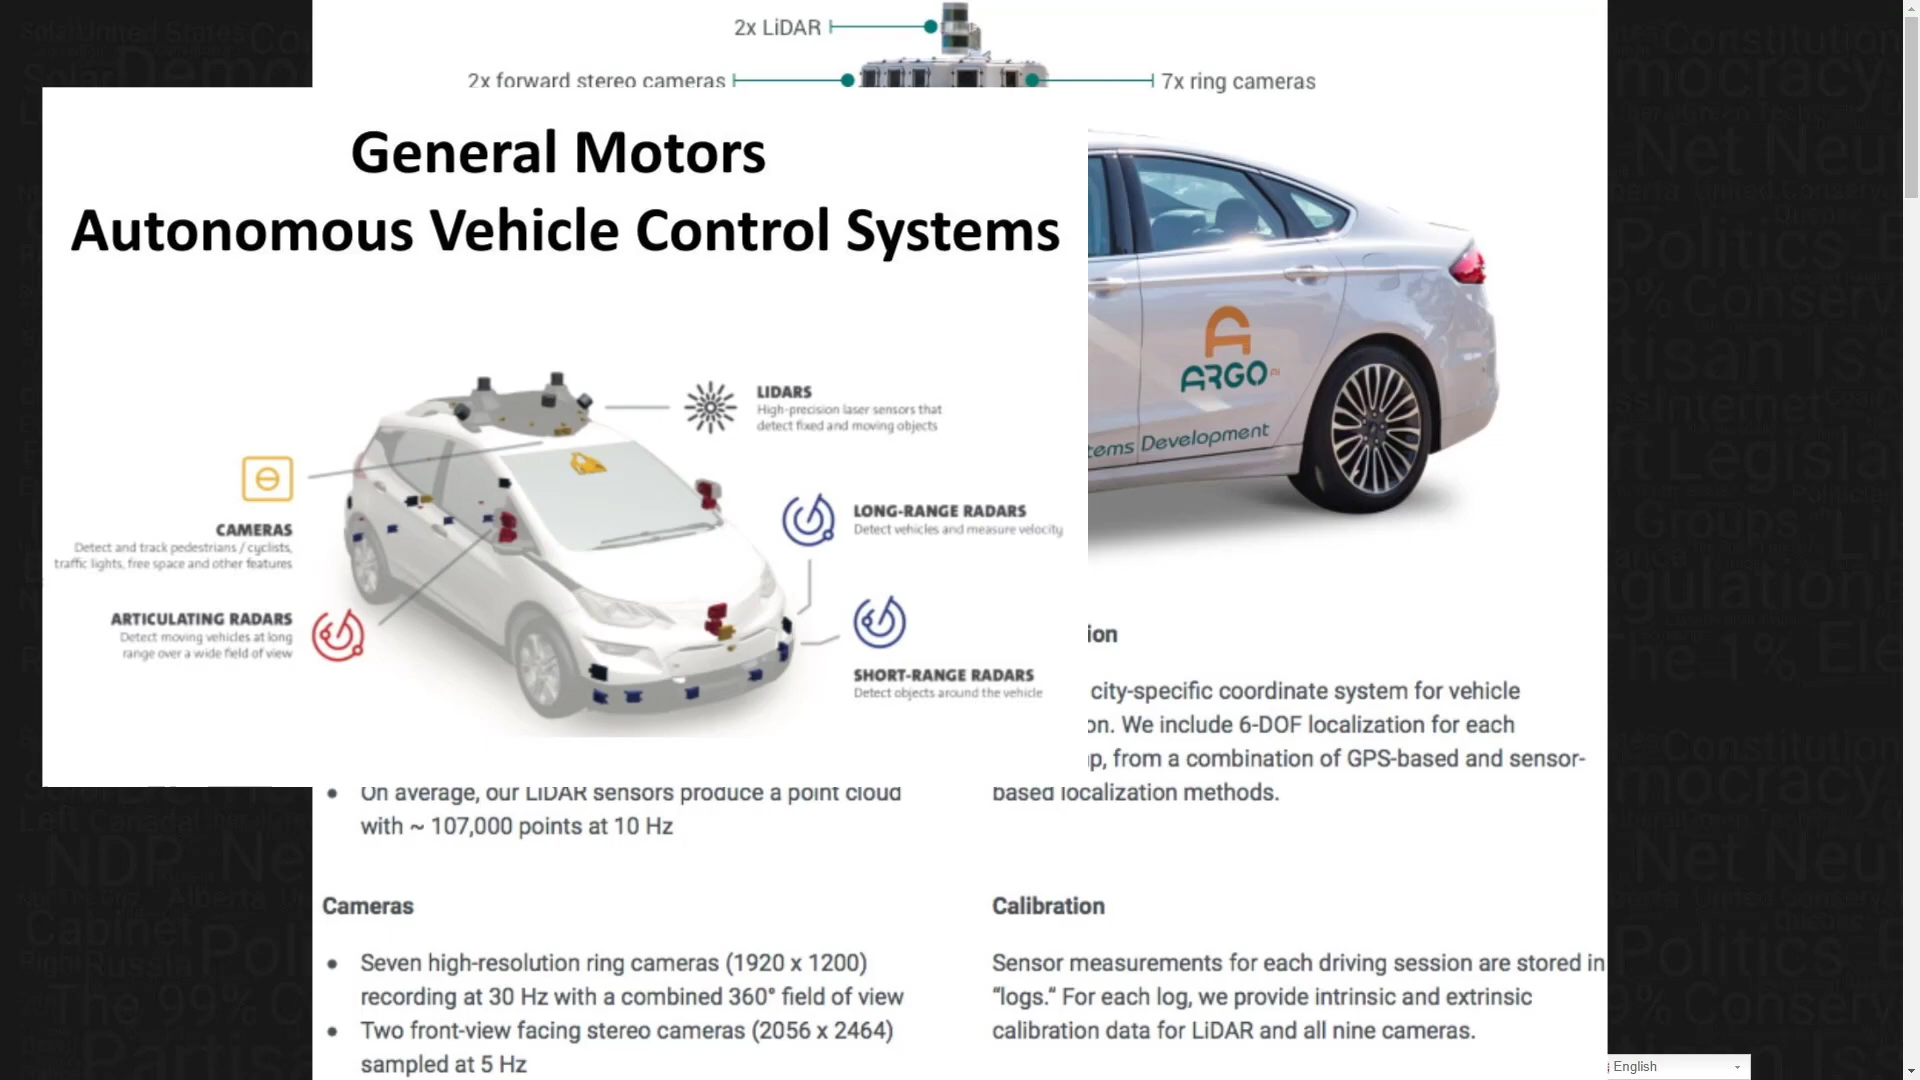 2x LiDAR
2x forward stereo cameras
7x ring cameras
General Motors
Autonomous Vehicle Control Systems
LIDARS
High-precision laser sensors that
detect fixed and moving objects
CAMERAS
Detect and track pedestrians / cyclists,
traffic lights, free space and other features
LONG-RANGE RADARS
Detect vehicles and measure velocity
ARTICULATING RADARS
Detect moving vehicles at long
range over a wide field of view
SHORT-RANGE RADARS
Detect objects around the vehicle
ARGO AI
tems Development
ion
city-specific coordinate system for vehicle
on. We include 6-DOF localization for each
p, from a combination of GPS-based and sensor-
based localization methods.
• On average, our LiDAR sensors produce a point cloud
with ~ 107,000 points at 10 Hz
Cameras
• Seven high-resolution ring cameras (1920 x 1200)
recording at 30 Hz with a combined 360° field of view
• Two front-view facing stereo cameras (2056 x 2464)
sampled at 5 Hz
Calibration
Sensor measurements for each driving session are stored in
“logs.” For each log, we provide intrinsic and extrinsic
calibration data for LiDAR and all nine cameras.
English